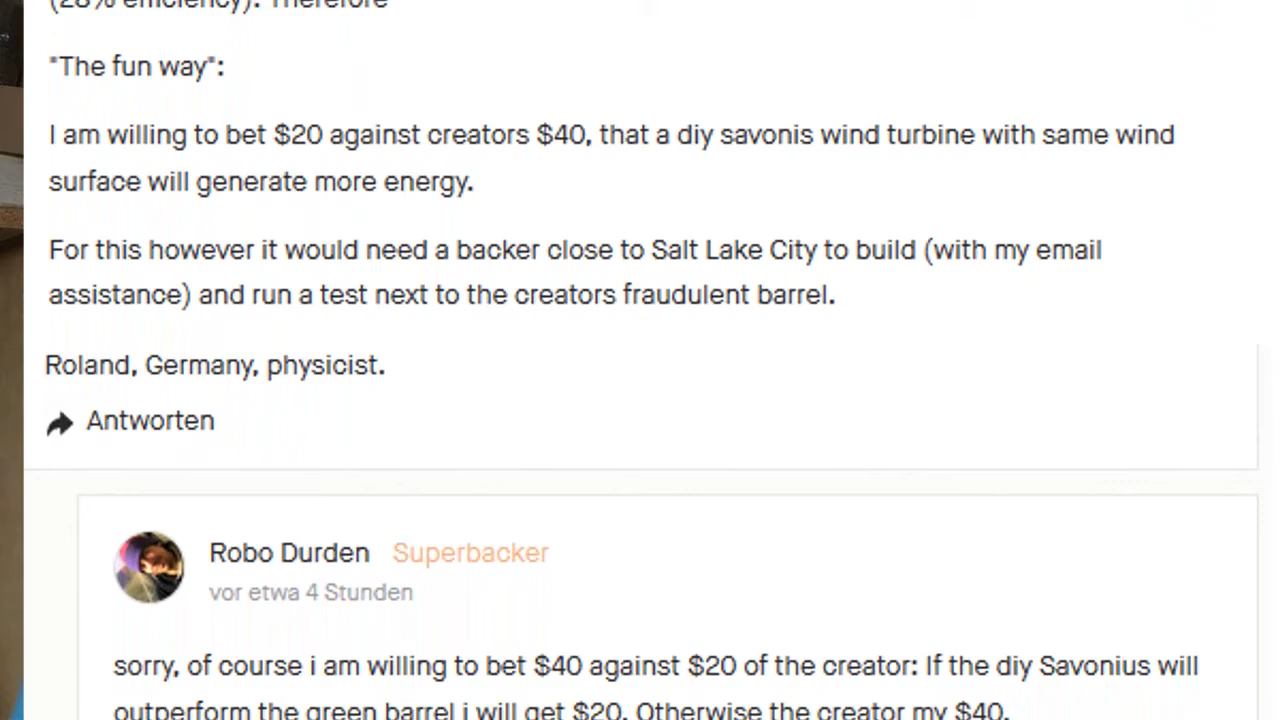 (28% efficiency). Therefore
"The fun way":
I am willing to bet $20 against creators $40, that a diy savonis wind turbine with same wind
surface will generate more energy.
For this however it would need a backer close to Salt Lake City to build (with my email
assistance) and run a test next to the creators fraudulent barrel.
Roland, Germany, physicist.
Antworten
Robo Durden Superbacker
vor etwa 4 Stunden
sorry, of course i am willing to bet $40 against $20 of the creator: If the diy Savonius will
outperform the green barrel i will get $20. Otherwise the creator my $40.